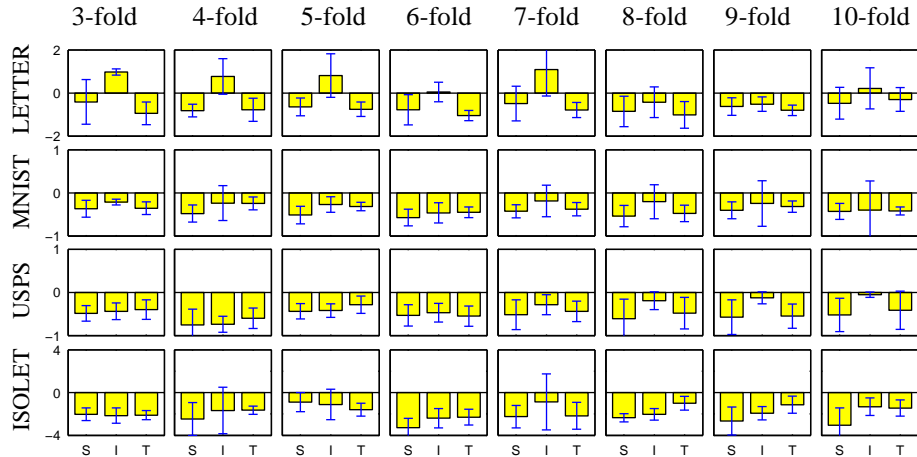 3-fold 4-fold 5-fold 6-fold 7-fold 8-fold 9-fold 10-fold
LETTER
2
0
−2
MNIST
1
0
−1
USPS
1
0
−1
ISOLET
4
0
−4
S I T S I T S I T S I T S I T S I T S I T S I T